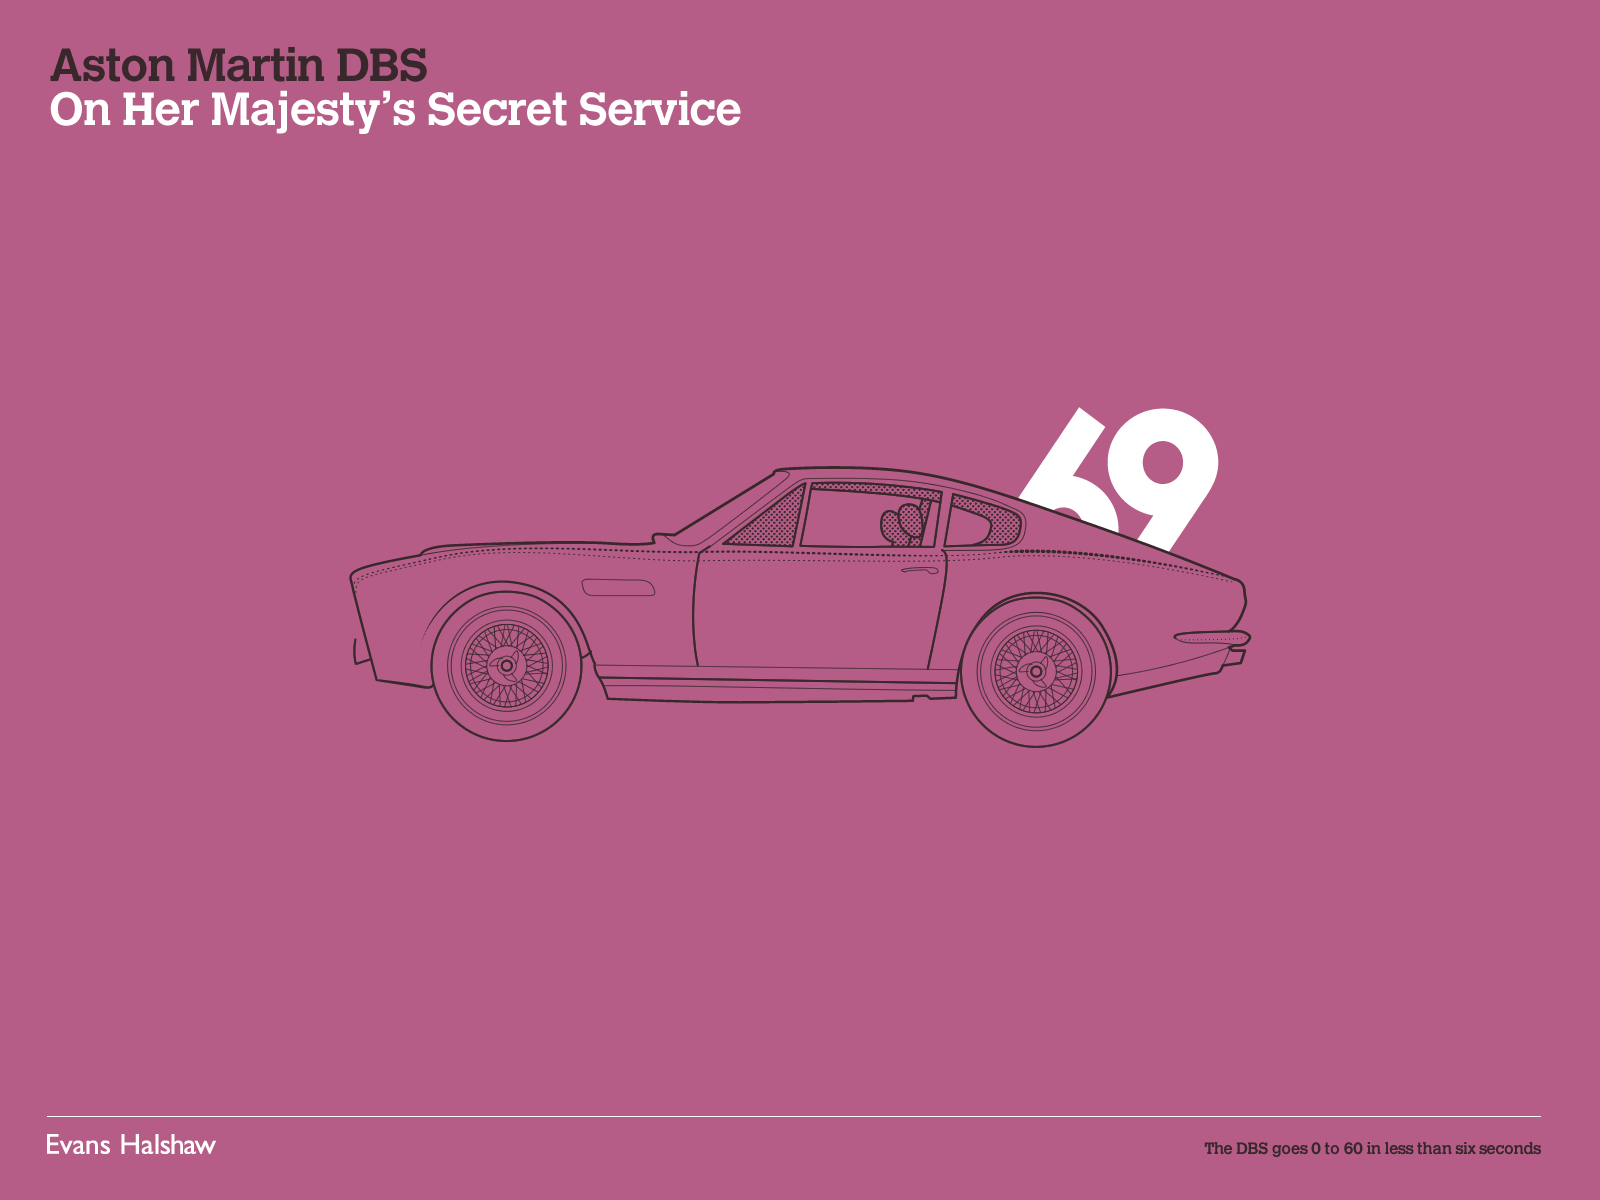 Aston Martin DBS
On Her Majesty’s Secret Service
69
Evans Halshaw
The DBS goes 0 to 60 in less than six seconds